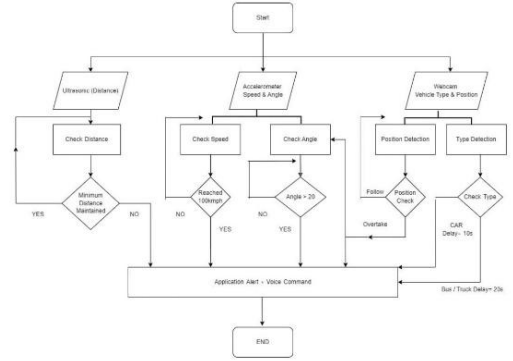 Start
Ultrasonic (Distance)
Accelerometer
Speed & Angle
Webcam
Vehicle Type & Position
Check Distance
Check Speed
Check Angle
Position Detection
Type Detection
Minimum
Distance
Maintained
YES
NO
Reached
100kmph
NO
YES
Angle > 20
NO
YES
Follow
Position
Check
Overtake
Check Type
CAR
Delay- 10s
Bus / Truck Delay= 20s
Application Alert - Voice Command
END